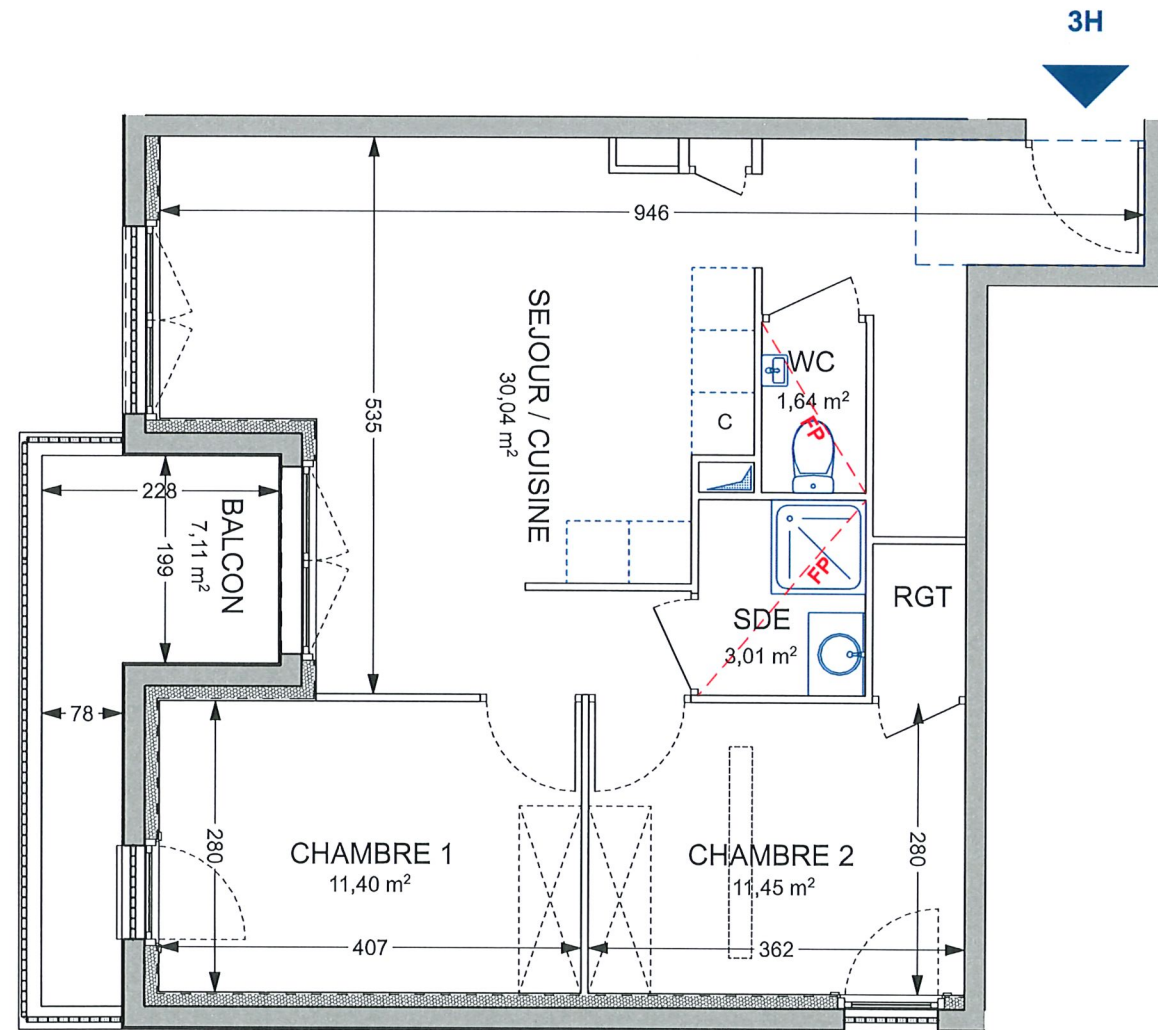 3H
946
SEJOUR / CUISINE
30,04 m²
535
WC
1,64 m²
FP
C
BALCON
7,11 m²
228
199
78
SDE
3,01 m²
FP
RGT
CHAMBRE 1
11,40 m²
280
407
CHAMBRE 2
11,45 m²
280
362